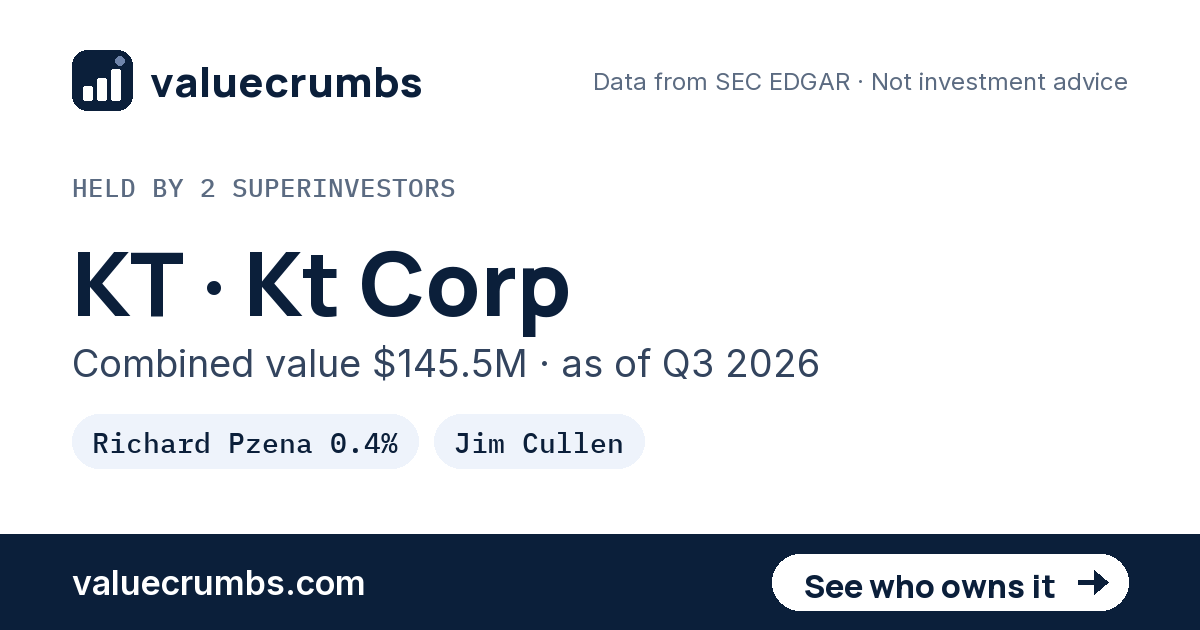 valuecrumbs
Data from SEC EDGAR · Not investment advice
HELD BY 2 SUPERINVESTORS
KT · Kt Corp
Combined value $145.5M · as of Q3 2026
Richard Pzena 0.4%
Jim Cullen
valuecrumbs.com
See who owns it →